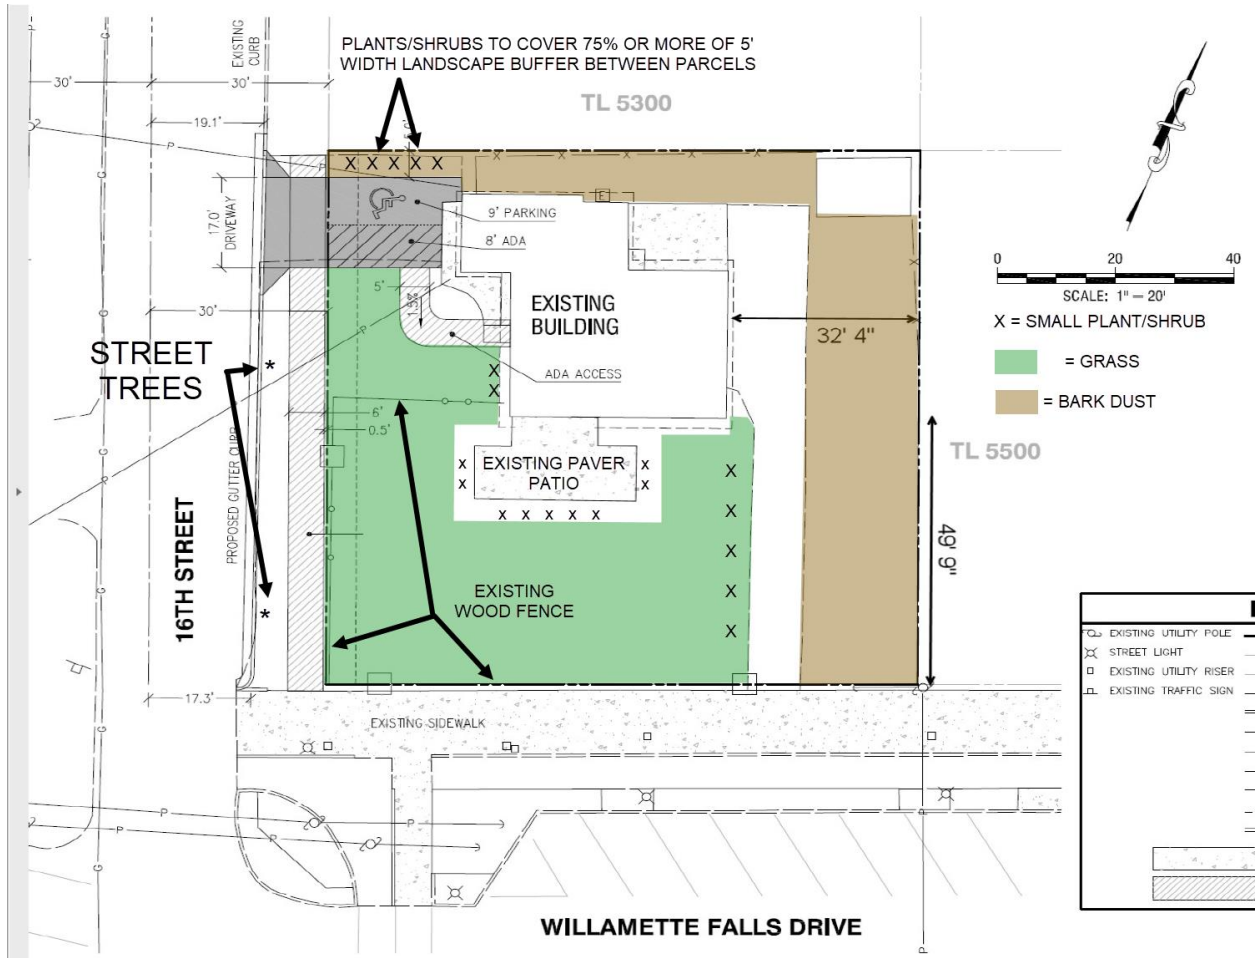 PLANTS/SHRUBS TO COVER 75% OR MORE OF 5'
WIDTH LANDSCAPE BUFFER BETWEEN PARCELS
EXISTING
CURB
30'
30'
TL 5300
19.1'
X X X X X
17.0'
DRIVEWAY
9' PARKING
8' ADA
E
5'
1.5%
30'
EXISTING
BUILDING
32' 4"
0 20 40
SCALE: 1" = 20'
X = SMALL PLANT/SHRUB
= GRASS
= BARK DUST
STREET
TREES
*
ADA ACCESS
X
X
6'
0.5'
PROPOSED GUTTER CURB
TL 5500
EXISTING PAVER
PATIO
X X
X X
X X X X X
X
X
X
X
X
49' 9"
16TH STREET
EXISTING
WOOD FENCE
*
17.3'
EXISTING SIDEWALK
EXISTING UTILITY POLE
STREET LIGHT
EXISTING UTILITY RISER
EXISTING TRAFFIC SIGN
WILLAMETTE FALLS DRIVE